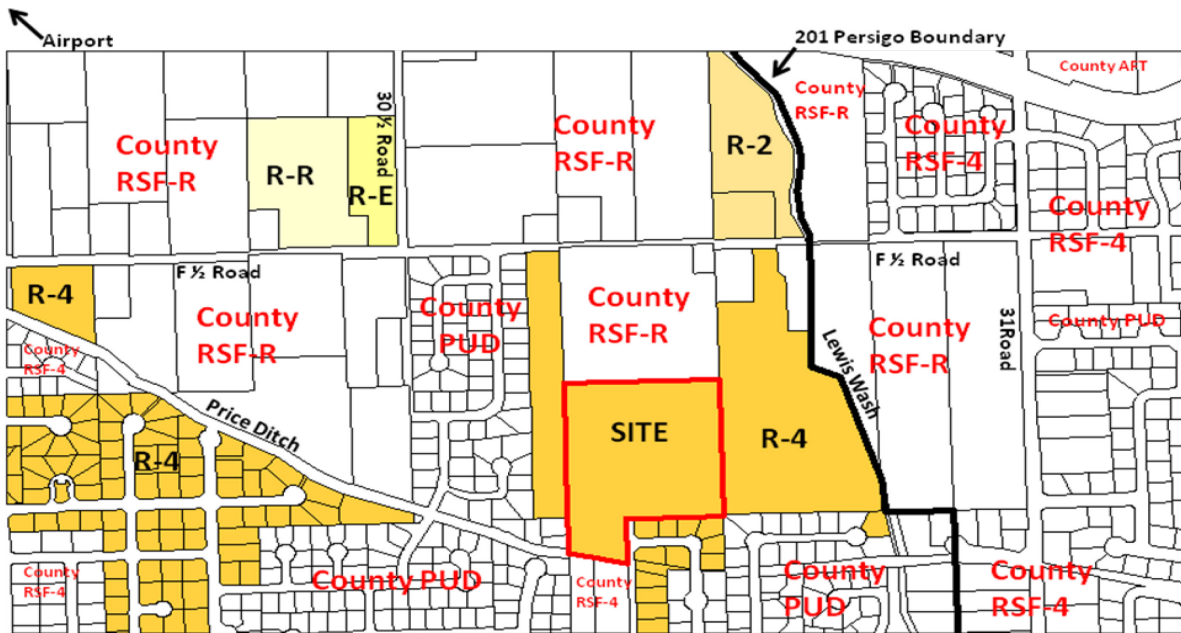 Airport
201 Persigo Boundary
County AFT
County
RSF-R
30 ½ Road
County
RSF-R
R-R
R-E
County
RSF-R
R-2
County
RSF-4
County
RSF-4
F ½ Road
F ½ Road
R-4
County
RSF-R
County
PUD
County
RSF-R
County
RSF-R
31Road
County PUD
County
RSF-4
Lewis Wash
Price Ditch
SITE
R-4
R-4
County
RSF-4
County PUD
County
RSF-4
County
PUD
County
RSF-4